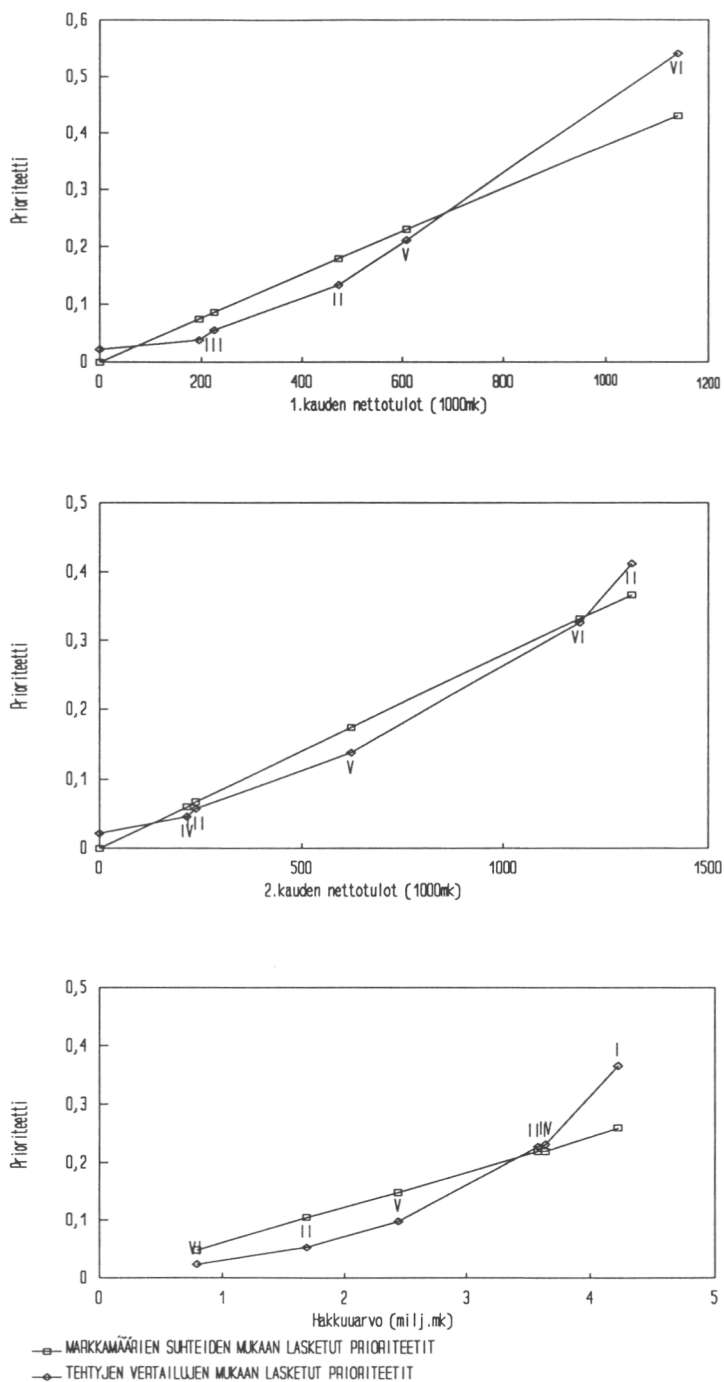 0,6
0,5
0,4
0,3
0,2
0,1
0
Prioriteetti
VI
V
II
III
0 200 400 600 800 1000 1200
1.kauden nettotulot (1000mk)
0,5
0,4
0,3
0,2
0,1
0
Prioriteetti
II
VI
V
IV
0 500 1000 1500
2.kauden nettotulot (1000mk)
0,5
0,4
0,3
0,2
0,1
0
Prioriteetti
I
V
II
VI
0 1 2 3 4 5
Hakkuuarvo (milj.mk)
MARKKAMÄÄRIEN SUHTEIDEN MUKAAN LASKETUT PRIORITEETIT
TEHTYJEN VERTAILUJEN MUKAAN LASKETUT PRIORITEETIT